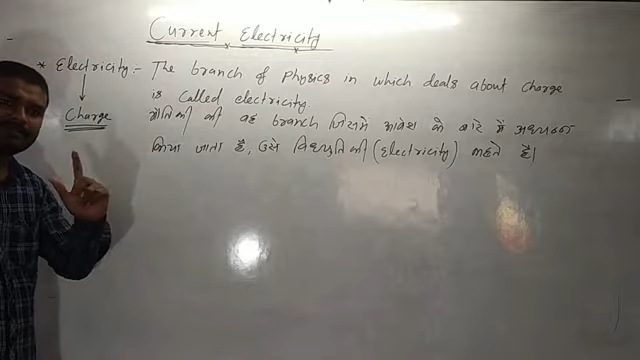 Current Electricity
* Electricity :- The branch of Physics in which deals about charge
is called electricity.
Charge
भौतिकी की वह branch जिसमें आवेश के बारे में अध्ययन
किया जाता है, उसे विद्युतिकी (Electricity) कहते हैं।